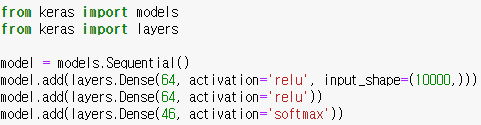 from keras import models
from keras import layers
model = models.Sequential()
model.add(layers.Dense(64, activation='relu', input_shape=(10000,)))
model.add(layers.Dense(64, activation='relu'))
model.add(layers.Dense(46, activation='softmax'))